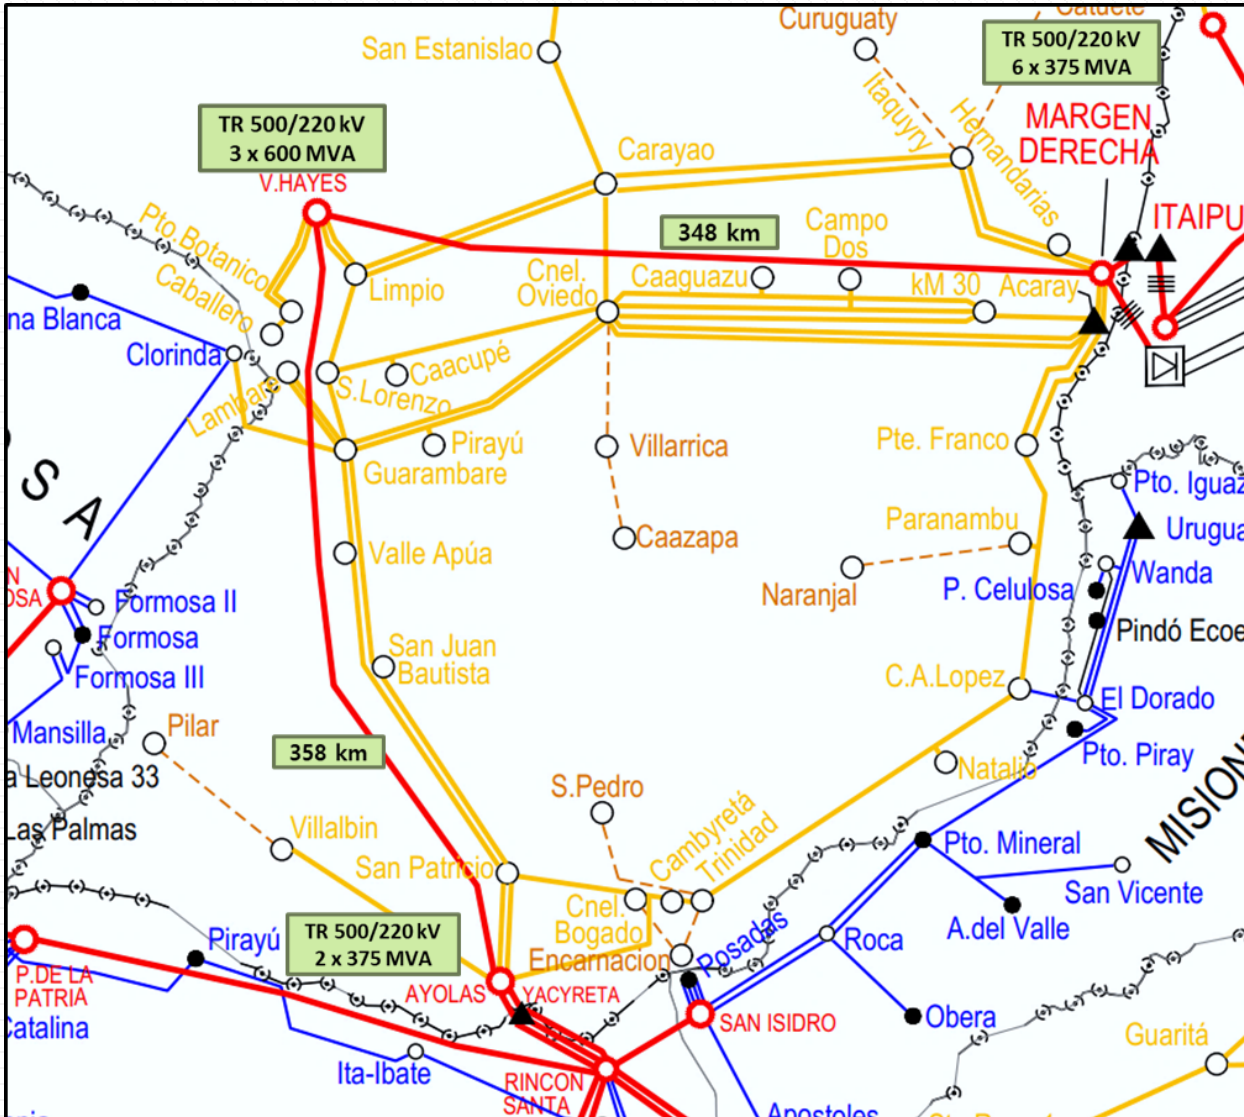 Curuguaty
Catuete
San Estanislao
TR 500/220 kV
6 x 375 MVA
TR 500/220 kV
3 x 600 MVA
V.HAYES
Carayao
Itaquyry
Hernandarias
MARGEN
DERECHA
ITAIPU
Pto Botanico
Caballero
Limpio
348 km
Campo
Dos
Cnel.
Oviedo
Caaguazu
kM 30
Acaray
na Blanca
Clorinda
Lambare
S.Lorenzo
Caacupé
Pirayú
Guarambare
Villarrica
Pte. Franco
O S A
Pto. Iguaz
Paranambu
Urugua
Valle Apúa
Caazapa
Naranjal
P. Celulosa
Wanda
N
OSA
Formosa II
Formosa
Pindó Ecoe
Formosa III
San Juan
Bautista
C.A.Lopez
El Dorado
Mansilla
Pilar
358 km
Pto. Piray
a Leonesa 33
Natalio
MISION
Las Palmas
S.Pedro
Villalbin
Cambyretá
Trinidad
Pto. Mineral
San Patricio
San Vicente
Cnel.
Bogado
A.del Valle
TR 500/220 kV
2 x 375 MVA
Pirayú
Posadas
Roca
Encarnacion
P.DE LA
PATRIA
AYOLAS
YACYRETA
SAN ISIDRO
Obera
Catalina
Guaritá
Ita-Ibate
RINCON
SANTA
Apostoles